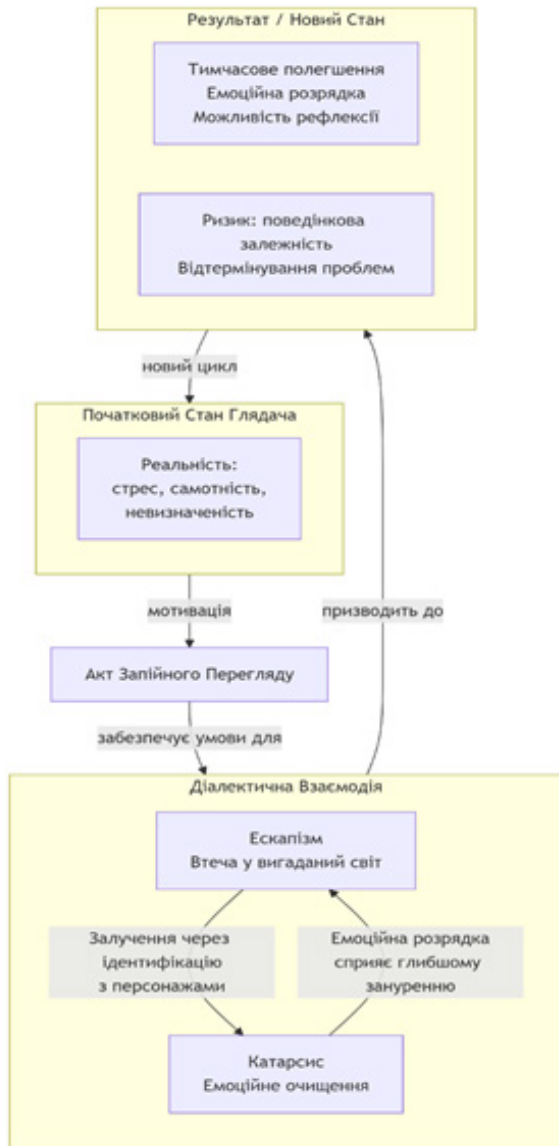 Результат / Новий Стан
Тимчасове полегшення
Емоційна розрядка
Можливість рефлексії
Ризик: поведінкова
залежність
Відтермінування проблем
новий цикл
Початковий Стан Глядача
Реальність:
стрес, самотність,
невизначеність
мотивація
призводить до
Акт Запійного Перегляду
забезпечує умови для
Діалектична Взаємодія
Ескапізм
Втеча у вигаданий світ
Залучення через
ідентифікацію
з персонажами
Емоційна розрядка
сприяє глибшому
зануренню
Катарсис
Емоційне очищення